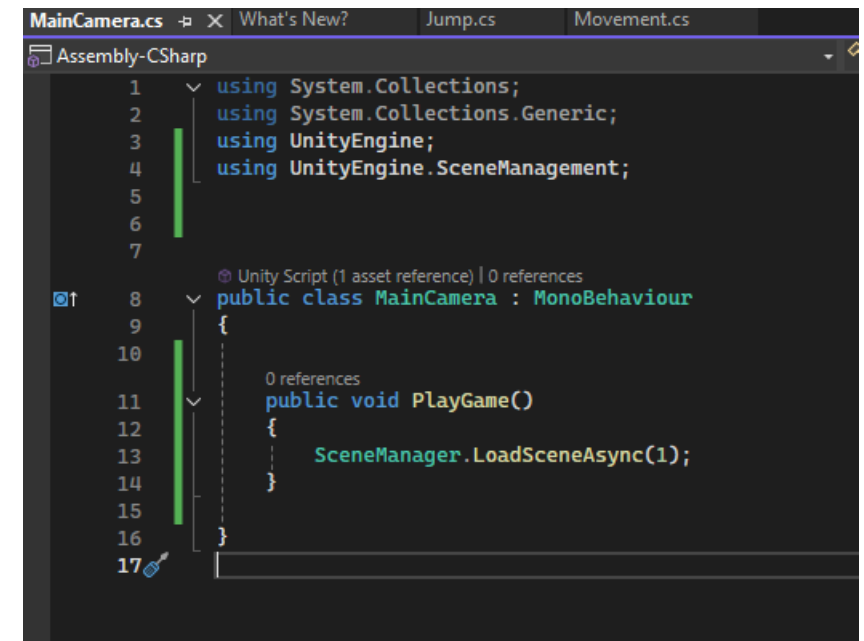 MainCamera.cs What's New? Jump.cs Movement.cs
Assembly-CSharp
1 using System.Collections;
2 using System.Collections.Generic;
3 using UnityEngine;
4 using UnityEngine.SceneManagement;
5
6
7
Unity Script (1 asset reference) | 0 references
8 public class MainCamera : MonoBehaviour
9 {
10
0 references
11 public void PlayGame()
12 {
13 SceneManager.LoadSceneAsync(1);
14 }
15
16 }
17